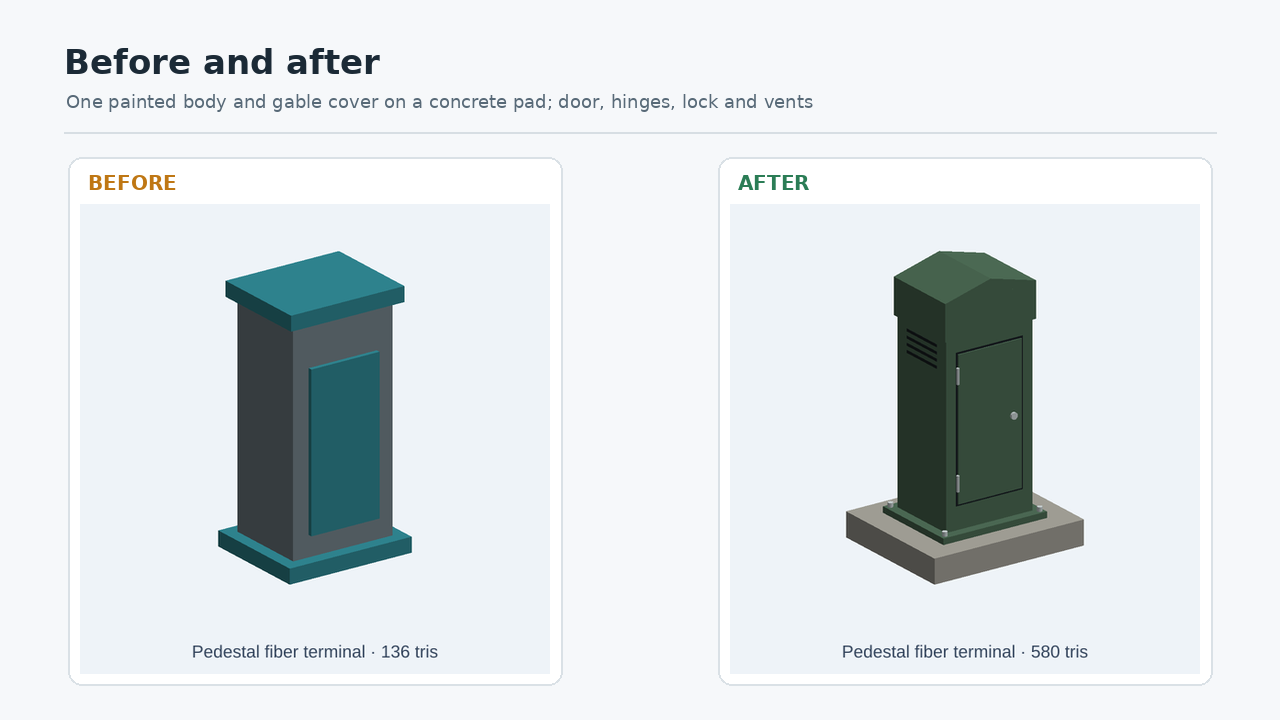 Before and after
One painted body and gable cover on a concrete pad; door, hinges, lock and vents
BEFORE
AFTER
Pedestal fiber terminal · 136 tris
Pedestal fiber terminal · 580 tris